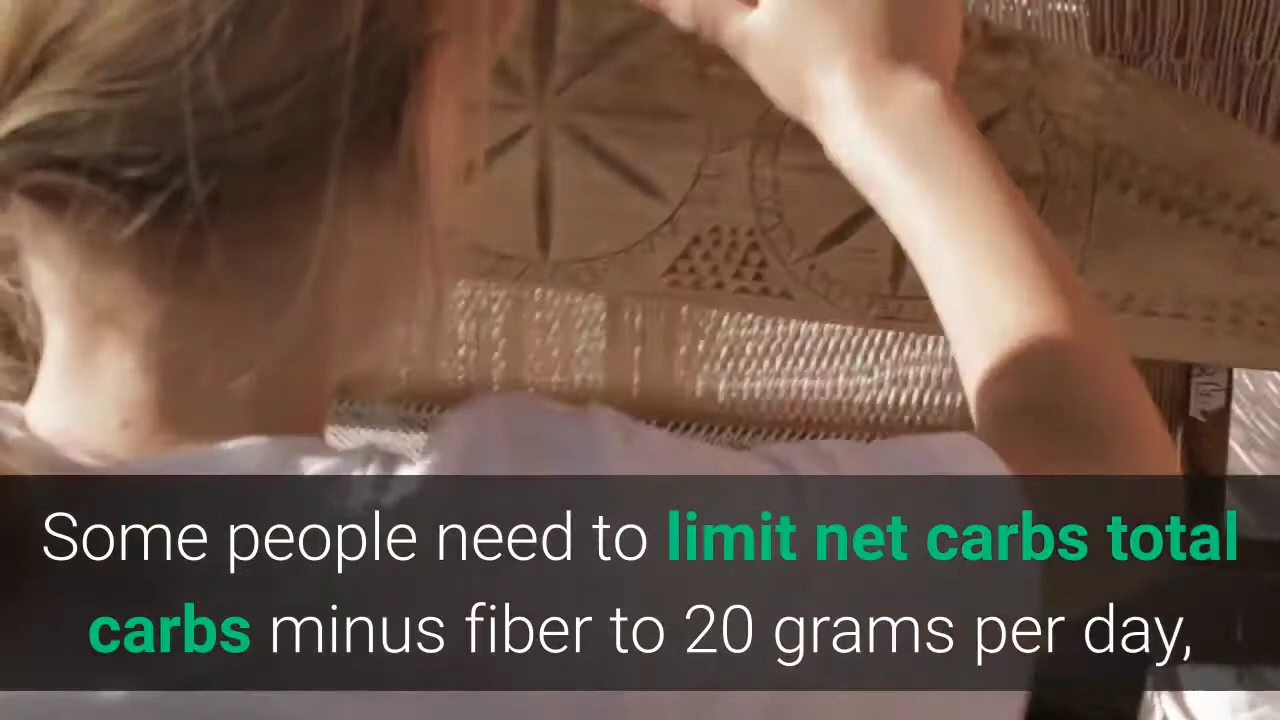 Some people need to limit net carbs total
carbs minus fiber to 20 grams per day,